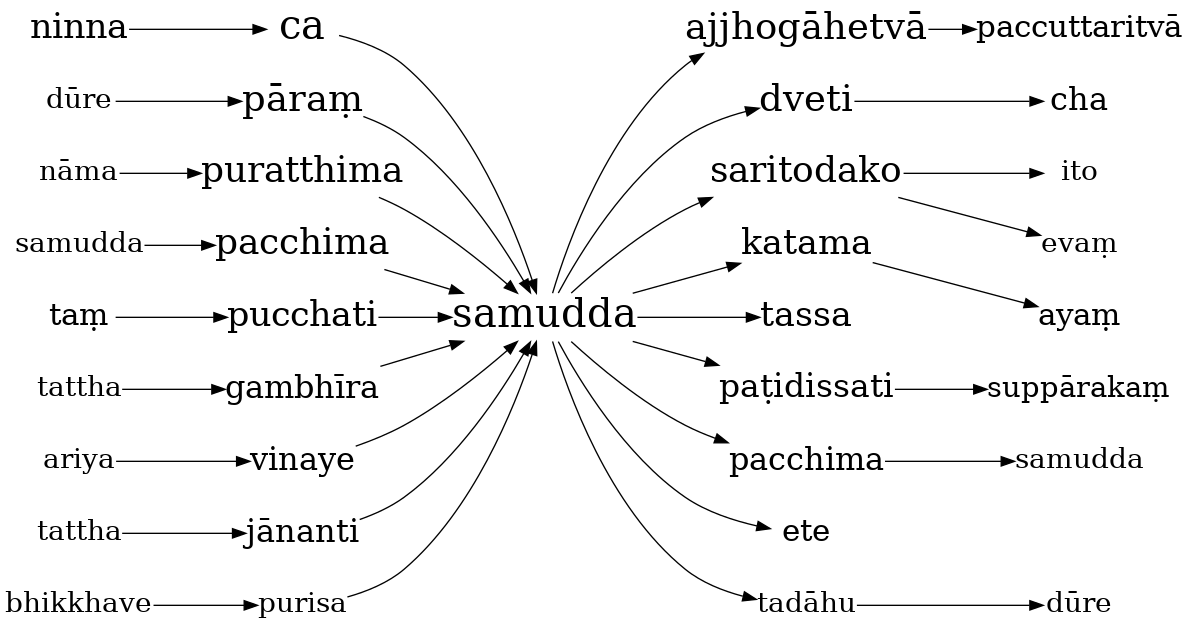 ninna ca ajjhogāhetvā paccuttaritvā
dūre pāraṃ dveti cha
nāma puratthima saritodako ito
samudda pacchima katama evaṃ
taṃ pucchati samudda tassa ayaṃ
tattha gambhīra paṭidissati suppārakaṃ
ariya vinaye pacchima samudda
tattha jānanti ete
bhikkhave purisa tadāhu dūre